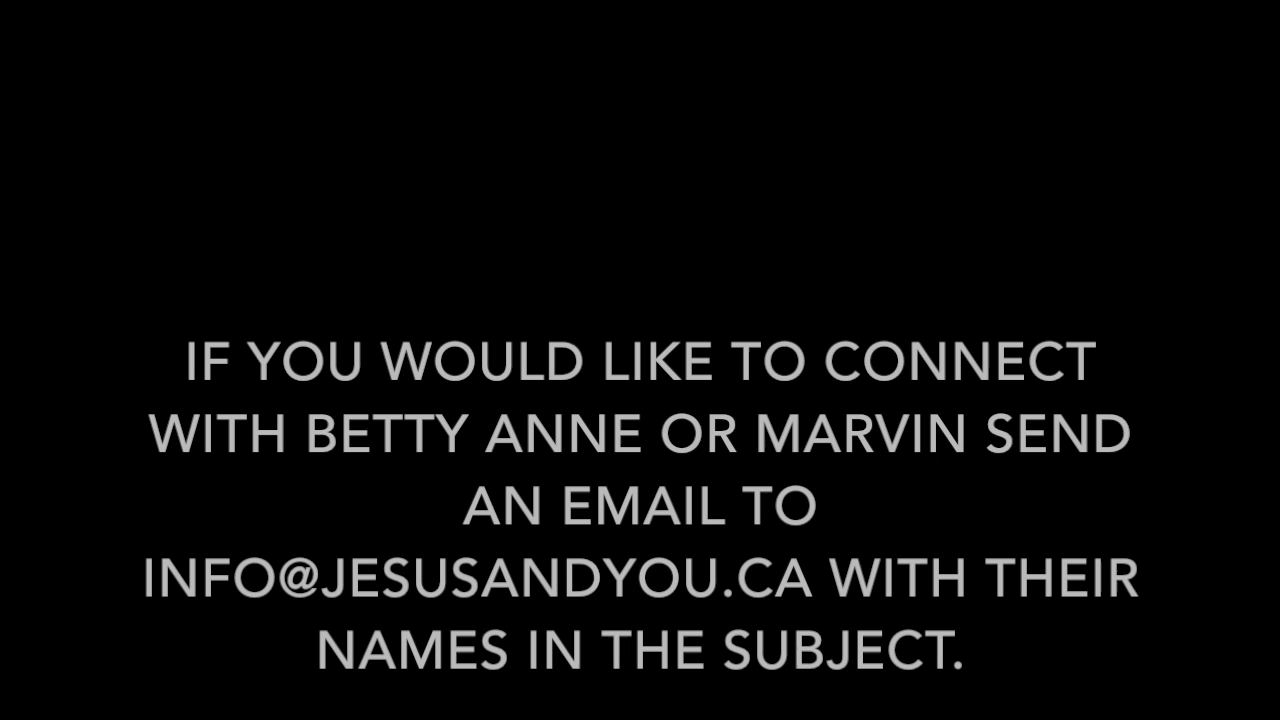 IF YOU WOULD LIKE TO CONNECT
WITH BETTY ANNE OR MARVIN SEND
AN EMAIL TO
INFO@JESUSANDYOU.CA WITH THEIR
NAMES IN THE SUBJECT.